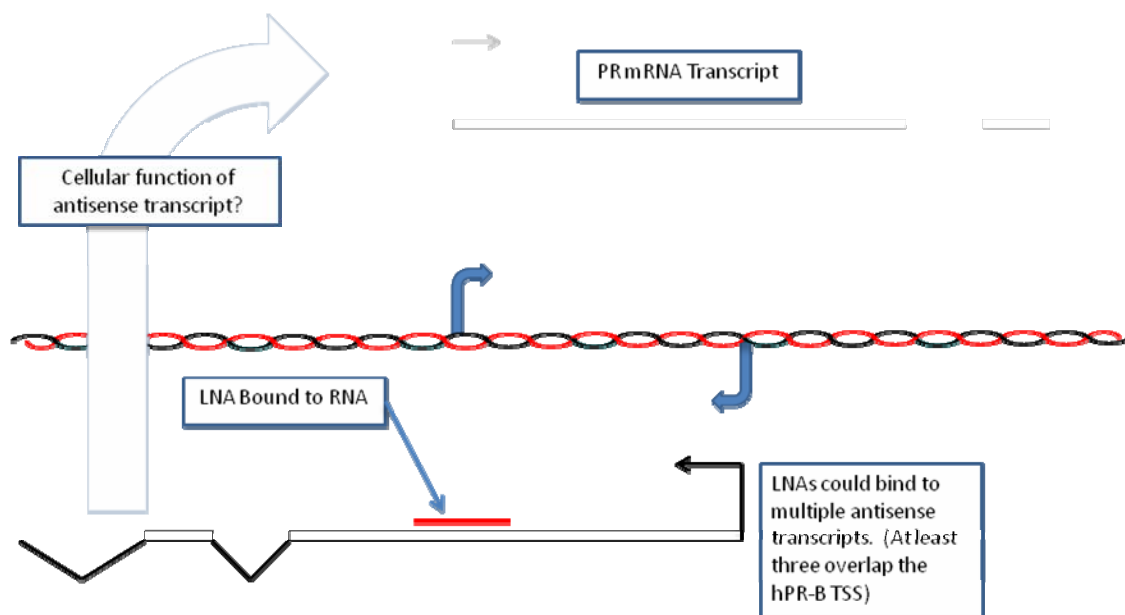 PR mRNA Transcript
Cellular function of
antisense transcript?
LNA Bound to RNA
LNAs could bind to
multiple antisense
transcripts. (At least
three overlap the
hPR-B TSS)